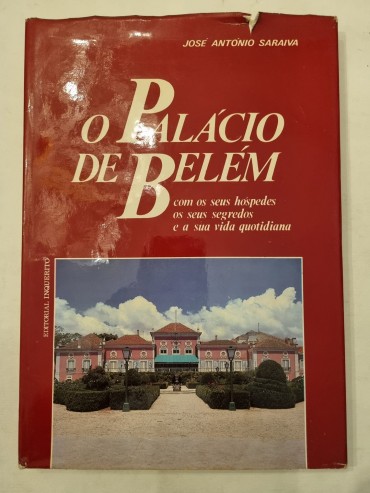 JOSÉ ANTÓNIO SARAIVA
O PALÁCIO
DE BELÉM
com os seus hóspedes
os seus segredos
e a sua vida quotidiana
EDITORIAL INQUÉRITO